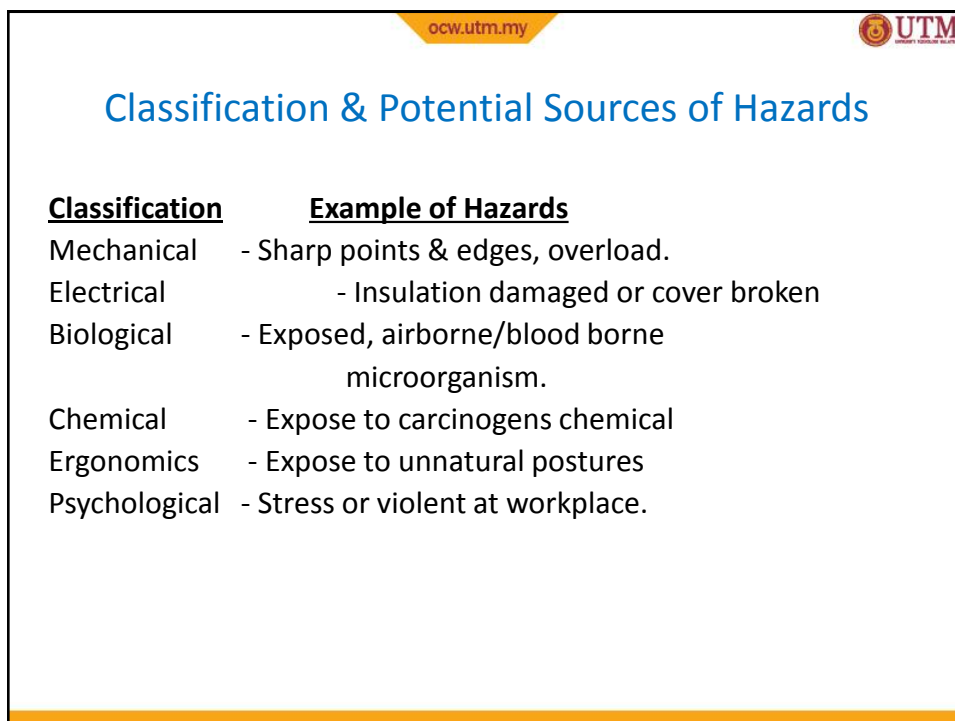 ocw.utm.my
UTM
Classification & Potential Sources of Hazards
Classification Example of Hazards
Mechanical - Sharp points & edges, overload.
Electrical - Insulation damaged or cover broken
Biological - Exposed, airborne/blood borne
microorganism.
Chemical - Expose to carcinogens chemical
Ergonomics - Expose to unnatural postures
Psychological - Stress or violent at workplace.